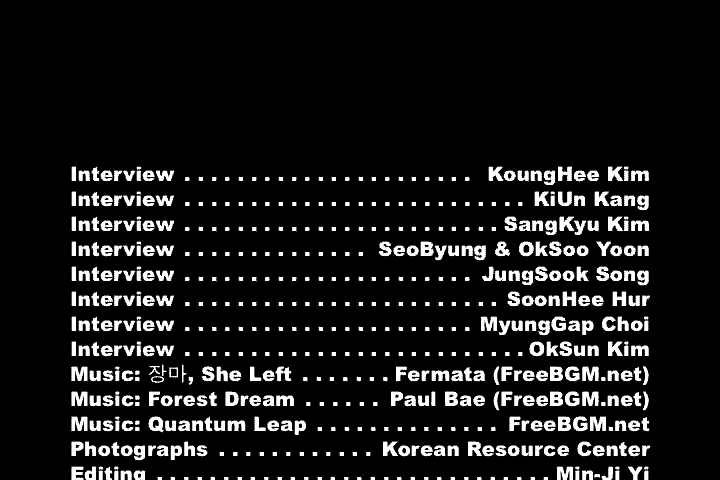 Interview ...................... KoungHee Kim
Interview .......................... KiUn Kang
Interview ........................ SangKyu Kim
Interview .............. SeoByung & OkSoo Yoon
Interview ...................... JungSook Song
Interview ........................ SoonHee Hur
Interview ...................... MyungGap Choi
Interview .......................... OkSun Kim
Music: 장마, She Left ....... Fermata (FreeBGM.net)
Music: Forest Dream ...... Paul Bae (FreeBGM.net)
Music: Quantum Leap .............. FreeBGM.net
Photographs ............ Korean Resource Center
Editing .............................. Min-Ji Yi